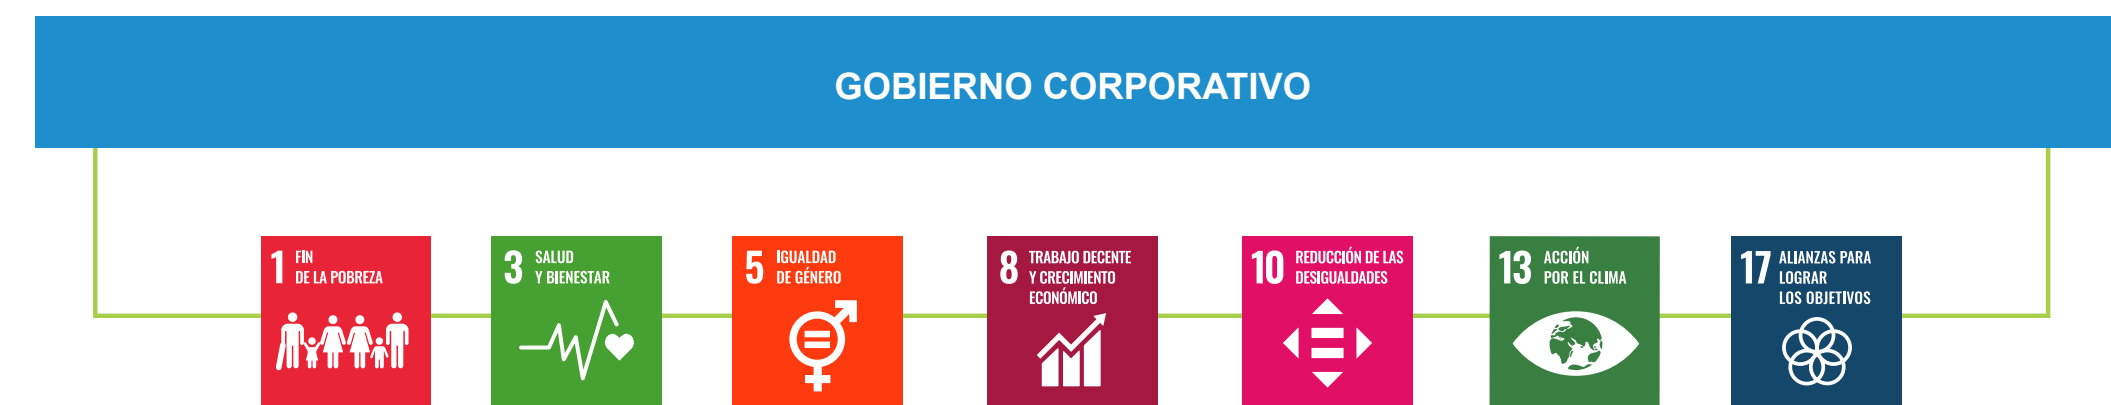 GOBIERNO CORPORATIVO
1 FIN
DE LA POBREZA
3 SALUD
Y BIENESTAR
5 IGUALDAD
DE GÉNERO
8 TRABAJO DECENTE
Y CRECIMIENTO
ECONÓMICO
10 REDUCCIÓN DE LAS
DESIGUALDADES
13 ACCIÓN
POR EL CLIMA
17 ALIANZAS PARA
LOGRAR
LOS OBJETIVOS